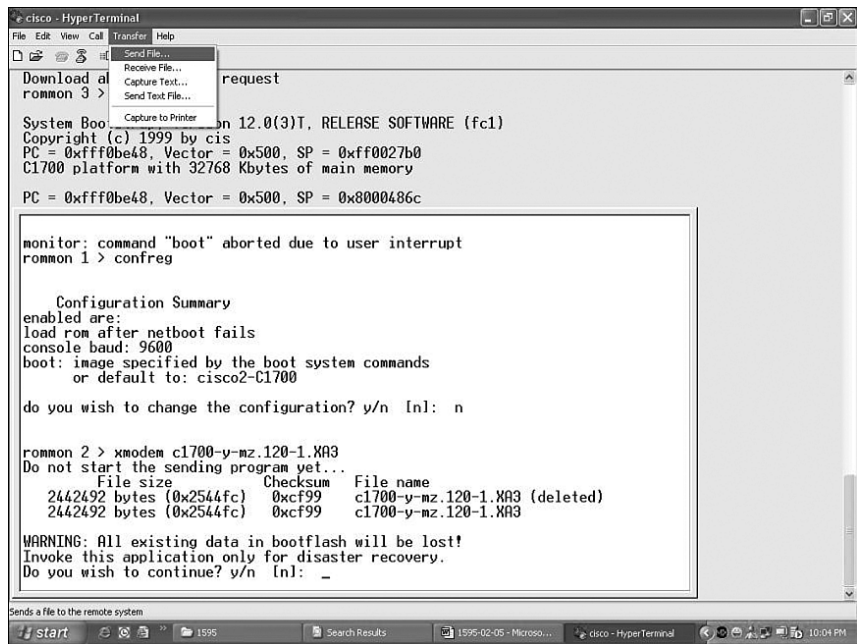 cisco - HyperTerminal
File Edit View Call Transfer Help
Send File...
Receive File...
Capture Text...
Send Text File...
Capture to Printer
Download request
rommon 3 >
System Boo on 12.0(3)T, RELEASE SOFTWARE (fc1)
Copyright (c) 1999 by cis
PC = 0xfff0be48, Vector = 0x500, SP = 0xff0027b0
C1700 platform with 32768 Kbytes of main memory
PC = 0xfff0be48, Vector = 0x500, SP = 0x8000486c
monitor: command "boot" aborted due to user interrupt
rommon 1 > confreg
Configuration Summary
enabled are:
load rom after netboot fails
console baud: 9600
boot: image specified by the boot system commands
or default to: cisco2-C1700
do you wish to change the configuration? y/n [n]: n
rommon 2 > xmodem c1700-y-mz.120-1.XA3
Do not start the sending program yet...
File size Checksum File name
2442492 bytes (0x2544fc) 0xcf99 c1700-y-mz.120-1.XA3 (deleted)
2442492 bytes (0x2544fc) 0xcf99 c1700-y-mz.120-1.XA3
WARNING: All existing data in bootflash will be lost!
Invoke this application only for disaster recovery.
Do you wish to continue? y/n [n]: _
Sends a file to the remote system
start 1595 Search Results 1595-02-05 - Microso... cisco - HyperTerminal 10:04 PM